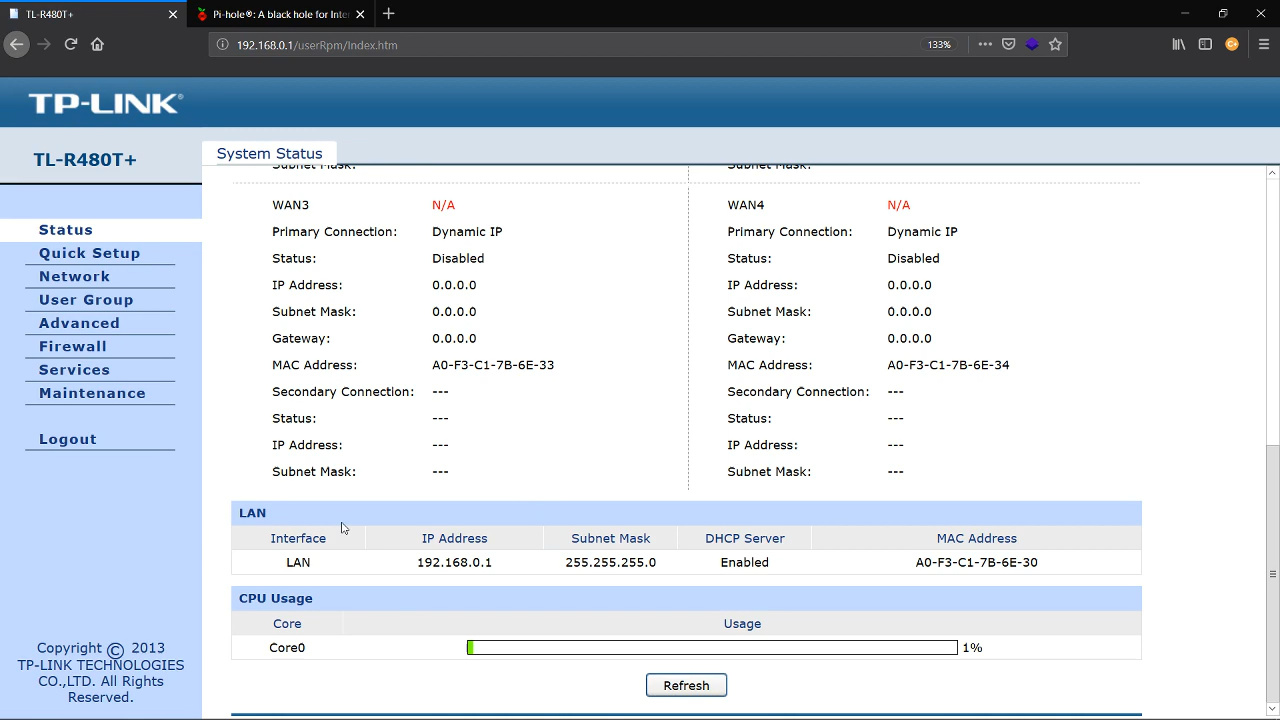 TL-R480T+
Pi-hole®: A black hole for Inter
192.168.0.1/userRpm/Index.htm
133%
TP-LINK®
TL-R480T+
System Status
Status
Quick Setup
Network
User Group
Advanced
Firewall
Services
Maintenance
Logout
Copyright © 2013
TP-LINK TECHNOLOGIES
CO.,LTD. All Rights
Reserved.
Subnet Mask: Subnet Mask:
WAN3 N/A WAN4 N/A
Primary Connection: Dynamic IP Primary Connection: Dynamic IP
Status: Disabled Status: Disabled
IP Address: 0.0.0.0 IP Address: 0.0.0.0
Subnet Mask: 0.0.0.0 Subnet Mask: 0.0.0.0
Gateway: 0.0.0.0 Gateway: 0.0.0.0
MAC Address: A0-F3-C1-7B-6E-33 MAC Address: A0-F3-C1-7B-6E-34
Secondary Connection: --- Secondary Connection: ---
Status: --- Status: ---
IP Address: --- IP Address: ---
Subnet Mask: --- Subnet Mask: ---
LAN
Interface IP Address Subnet Mask DHCP Server MAC Address
LAN 192.168.0.1 255.255.255.0 Enabled A0-F3-C1-7B-6E-30
CPU Usage
Core Usage
Core0 1%
Refresh